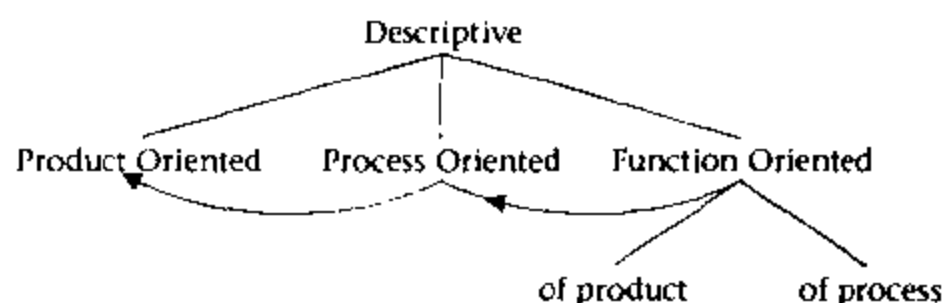 Descriptive
Product Oriented Process Oriented Function Oriented
of product of process